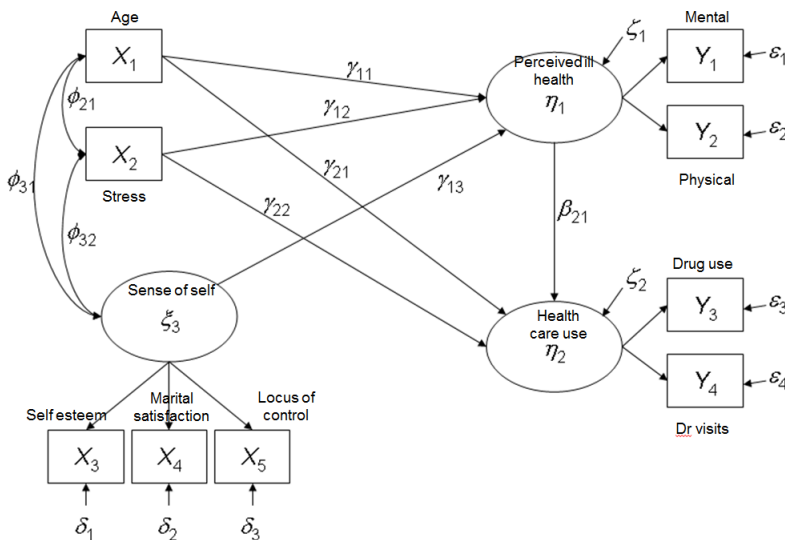 Age
X₁
ϕ₂₁
X₂
Stress
ϕ₃₁
ϕ₃₂
γ₁₁
γ₁₂
γ₂₁
γ₂₂
γ₁₃
Perceived ill
health
η₁
ζ₁
Mental
Y₁
ε₁
Y₂
ε₂
Physical
β₂₁
Sense of self
ξ₃
Health
care use
η₂
ζ₂
Drug use
Y₃
ε₃
Y₄
ε₄
Dr visits
Self esteem
Marital
satisfaction
Locus of
control
X₃
X₄
X₅
δ₁
δ₂
δ₃